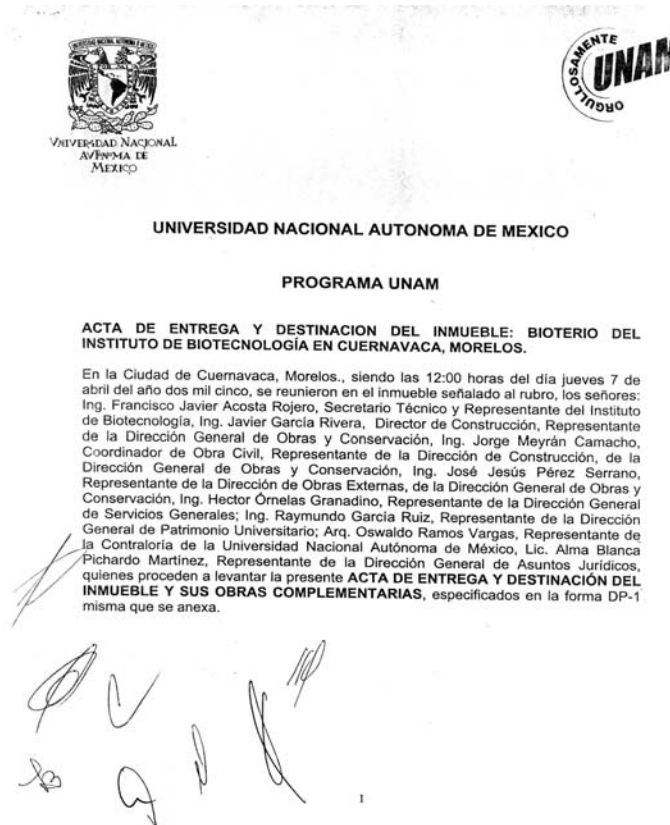 UNIVERSIDAD NACIONAL
AVTONOMA DE
MEXICO
ORGULLOSAMENTE
UNAM
UNIVERSIDAD NACIONAL AUTONOMA DE MEXICO
PROGRAMA UNAM
ACTA DE ENTREGA Y DESTINACION DEL INMUEBLE: BIOTERIO DEL
INSTITUTO DE BIOTECNOLOGÍA EN CUERNAVACA, MORELOS.
En la Ciudad de Cuernavaca, Morelos., siendo las 12:00 horas del día jueves 7 de
abril del año dos mil cinco, se reunieron en el inmueble señalado al rubro, los señores:
Ing. Francisco Javier Acosta Rojero, Secretario Técnico y Representante del Instituto
de Biotecnología, Ing. Javier García Rivera, Director de Construcción, Representante
de la Dirección General de Obras y Conservación, Ing. Jorge Meyrán Camacho,
Coordinador de Obra Civil, Representante de la Dirección de Construcción, de la
Dirección General de Obras y Conservación, Ing. José Jesús Pérez Serrano,
Representante de la Dirección de Obras Externas, de la Dirección General de Obras y
Conservación, Ing. Hector Órnelas Granadino, Representante de la Dirección General
de Servicios Generales; Ing. Raymundo García Ruiz, Representante de la Dirección
General de Patrimonio Universitario; Arq. Oswaldo Ramos Vargas, Representante de
la Contraloría de la Universidad Nacional Autónoma de México, Lic. Alma Blanca
Pichardo Martínez, Representante de la Dirección General de Asuntos Jurídicos,
quienes proceden a levantar la presente ACTA DE ENTREGA Y DESTINACIÓN DEL
INMUEBLE Y SUS OBRAS COMPLEMENTARIAS, especificados en la forma DP-1
misma que se anexa.
1